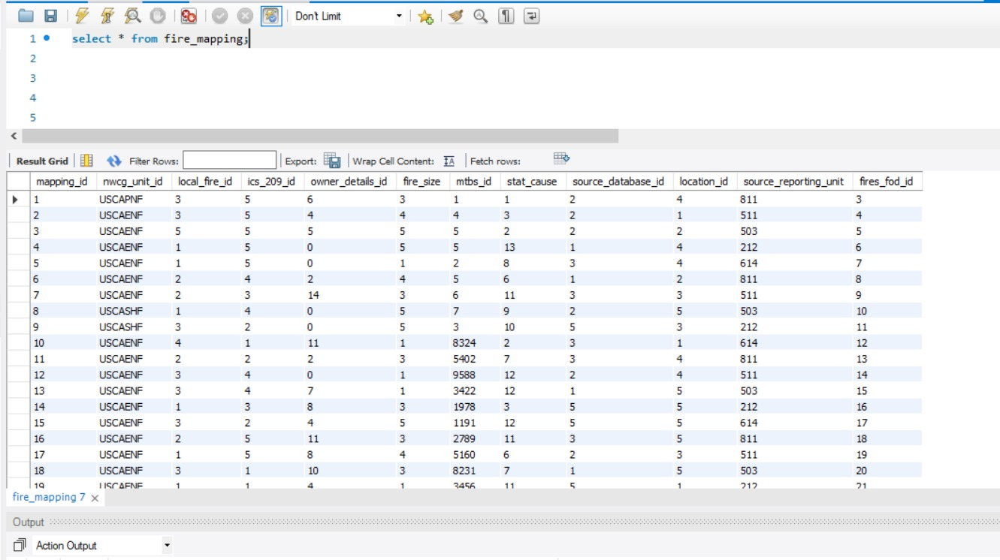 Don't Limit
1 select * from fire_mapping;
2
3
4
5
Result Grid Filter Rows: Export: Wrap Cell Content: Fetch rows:
mapping_id nwcg_unit_id local_fire_id ics_209_id owner_details_id fire_size mtbs_id stat_cause source_database_id location_id source_reporting_unit fires_fod_id
1 USCAPNF 3 5 6 3 1 1 2 4 811 3
2 USCAENF 3 5 4 4 4 3 2 1 511 4
3 USCAENF 5 5 5 5 5 2 2 2 503 5
4 USCAENF 1 5 0 5 5 13 1 4 212 6
5 USCAENF 1 5 0 1 2 8 3 4 614 7
6 USCAENF 2 4 2 4 5 6 1 2 811 8
7 USCAENF 2 3 14 3 6 11 3 3 511 9
8 USCASHF 1 4 0 5 7 9 2 5 503 10
9 USCASHF 3 2 0 5 3 10 5 3 212 11
10 USCAENF 4 1 11 1 8324 2 3 1 614 12
11 USCAENF 2 2 2 3 5402 7 3 4 811 13
12 USCAENF 3 4 0 1 9588 12 2 4 511 14
13 USCAENF 3 4 7 1 3422 12 1 5 503 15
14 USCAENF 1 3 8 3 1978 3 5 5 212 16
15 USCAENF 3 2 4 5 1191 12 5 5 614 17
16 USCAENF 2 5 11 3 2789 11 3 5 811 18
17 USCAENF 1 5 8 4 5160 6 2 3 511 19
18 USCAENF 3 1 10 3 8231 7 1 5 503 20
19 USCAENF 1 1 4 1 3456 11 5 1 212 21
fire_mapping 7
Output
Action Output